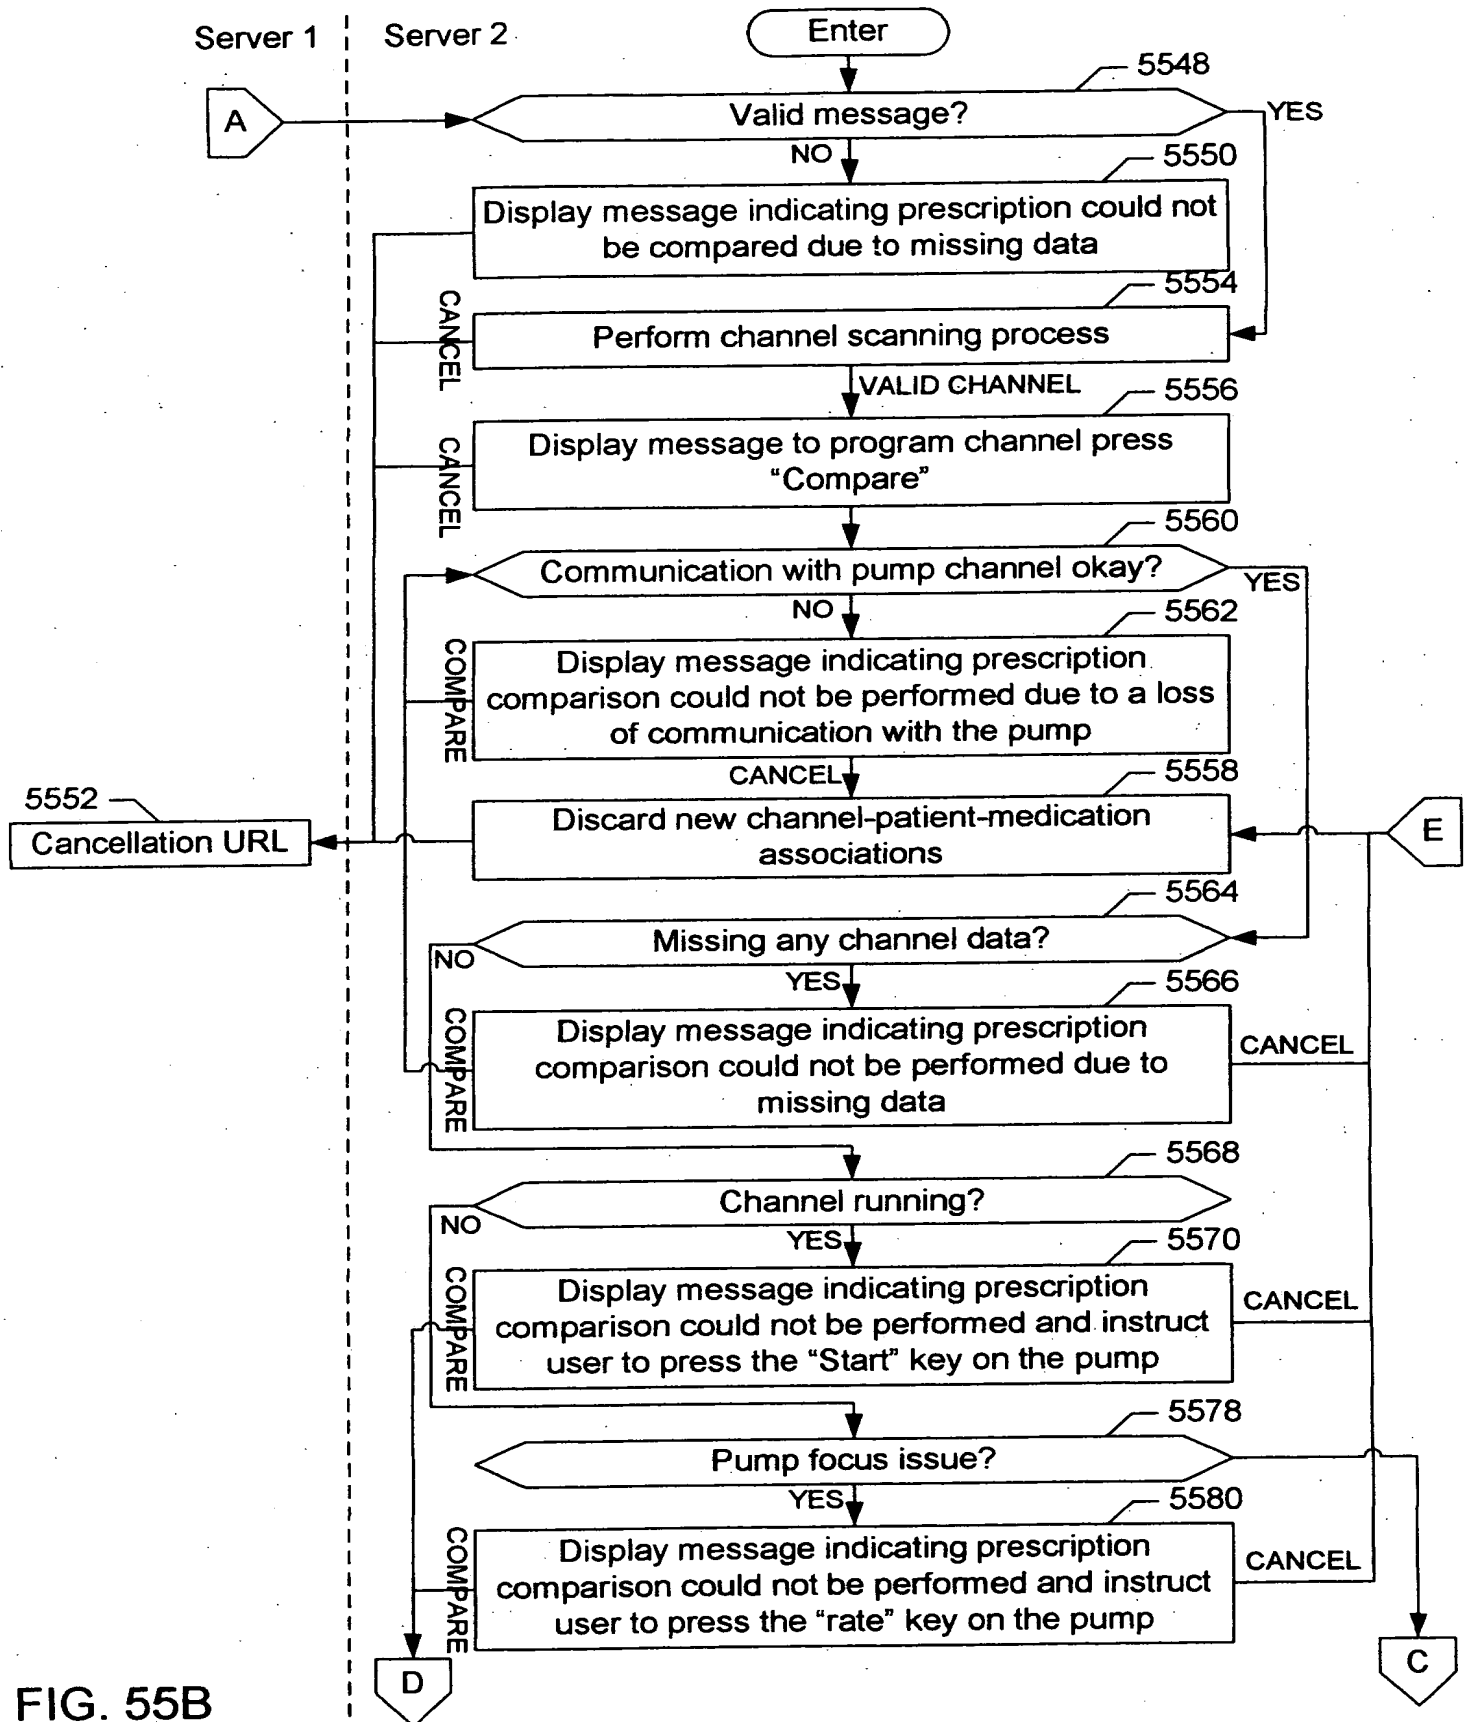 Server 1
Server 2
Enter
5548
A
Valid message?
YES
NO
5550
Display message indicating prescription could not
be compared due to missing data
5554
CANCEL
Perform channel scanning process
VALID CHANNEL
5556
CANCEL
Display message to program channel press
“Compare”
5560
Communication with pump channel okay?
YES
NO
5562
COMPARE
Display message indicating prescription
comparison could not be performed due to a loss
of communication with the pump
CANCEL
5558
5552
Cancellation URL
Discard new channel-patient-medication
associations
E
5564
Missing any channel data?
NO
YES
5566
COMPARE
Display message indicating prescription
comparison could not be performed due to
missing data
CANCEL
5568
Channel running?
NO
YES
5570
COMPARE
Display message indicating prescription
comparison could not be performed and instruct
user to press the “Start” key on the pump
CANCEL
5578
Pump focus issue?
YES
5580
COMPARE
Display message indicating prescription
comparison could not be performed and instruct
user to press the “rate” key on the pump
CANCEL
D
C
FIG. 55B